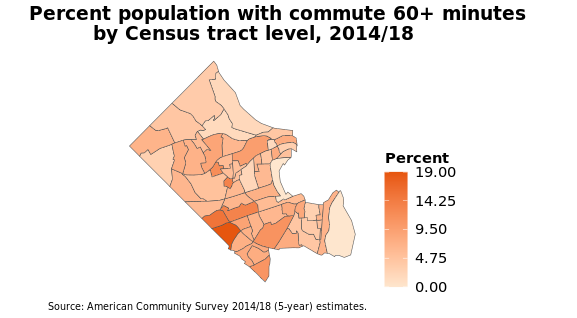 Percent population with commute 60+ minutes
by Census tract level, 2014/18
Percent
19.00
14.25
9.50
4.75
0.00
Source: American Community Survey 2014/18 (5-year) estimates.